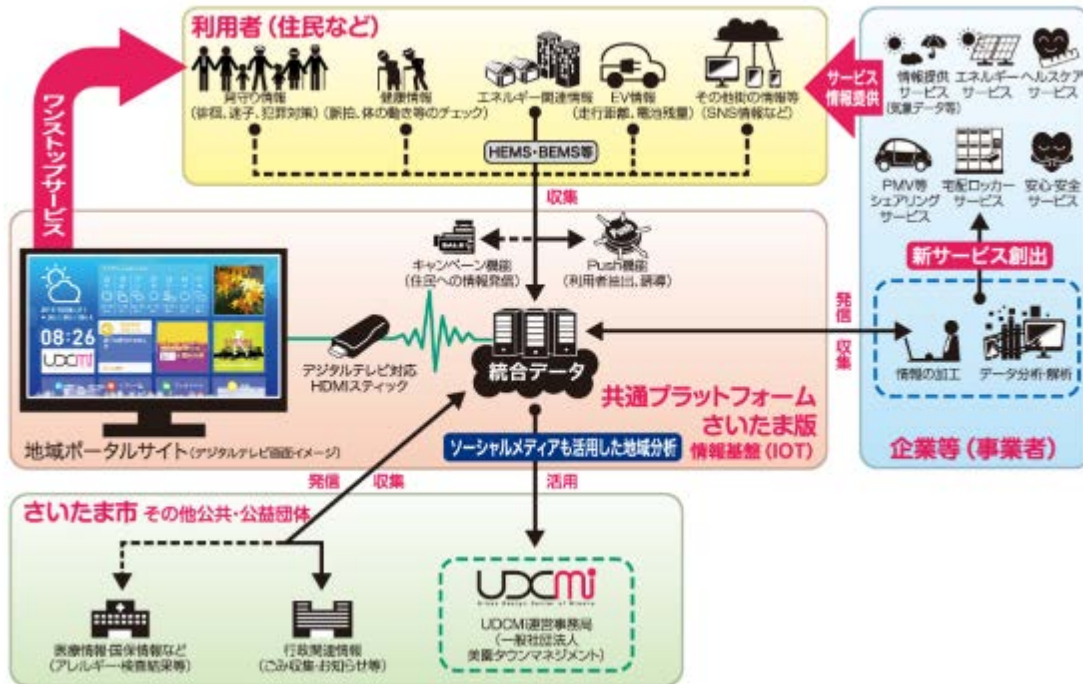 利用者（住民など）
見守り情報
（徘徊、迷子、犯罪対策）
健康情報
（脈拍、体の動き等のチェック）
エネルギー関連情報
EV情報
（走行距離、電池残量）
その他街の情報等
（SNS情報など）
HEMS・BEMS等
収集
ワンストップサービス
サービス
情報提供
情報提供
サービス
（気象データ等）
エネルギー
サービス
ヘルスケア
サービス
PMV等
シェアリング
サービス
宅配ロッカー
サービス
安心・安全
サービス
新サービス創出
情報の加工
データ分析・解析
企業等（事業者）
発信
収集
キャンペーン機能
（住民への情報発信）
Push機能
（利用者抽出、誘導）
08:26
UDCMi
デジタルテレビ対応
HDMIスティック
統合データ
共通プラットフォーム
さいたま版
情報基盤（IOT）
地域ポータルサイト（デジタルテレビ画面イメージ）
ソーシャルメディアも活用した地域分析
発信
収集
活用
さいたま市 その他公共・公益団体
医療情報・国保情報など
（アレルギー・検査結果等）
行政関連情報
（ごみ収集・お知らせ等）
UDCMi
Urban Design Center of Misono
UDCMi運営事務局
（一般社団法人
美園タウンマネジメント）